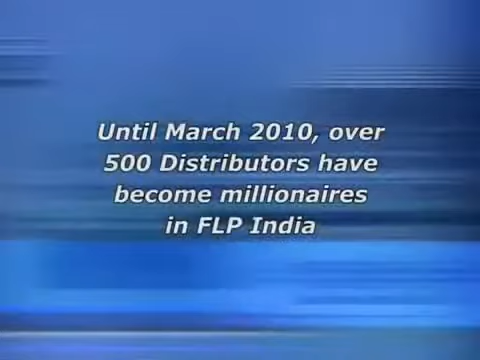 Until March 2010, over
500 Distributors have
become millionaires
in FLP India